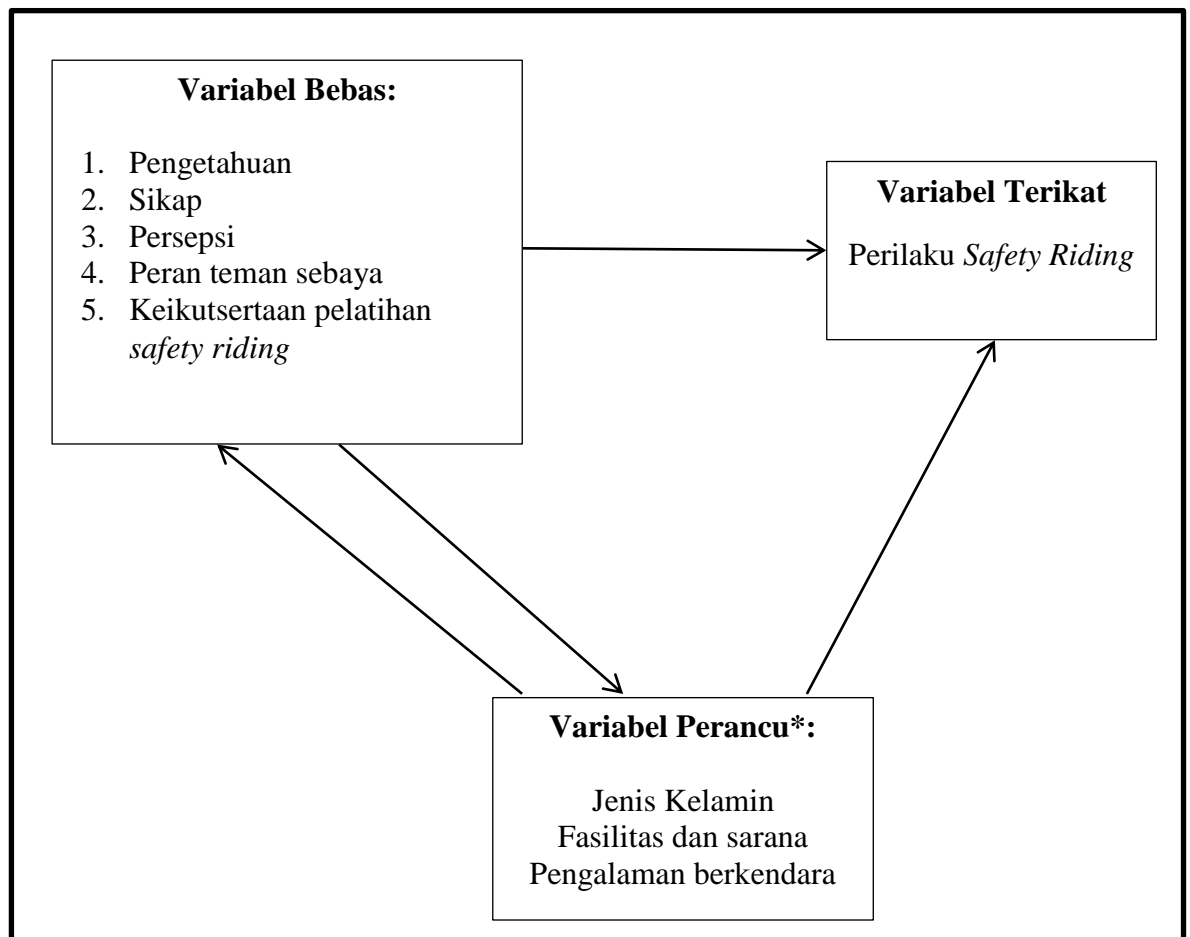 Variabel Bebas:
1. Pengetahuan
2. Sikap
3. Persepsi
4. Peran teman sebaya
5. Keikutsertaan pelatihan
safety riding
Variabel Terikat
Perilaku Safety Riding
Variabel Perancu*:
Jenis Kelamin
Fasilitas dan sarana
Pengalaman berkendara